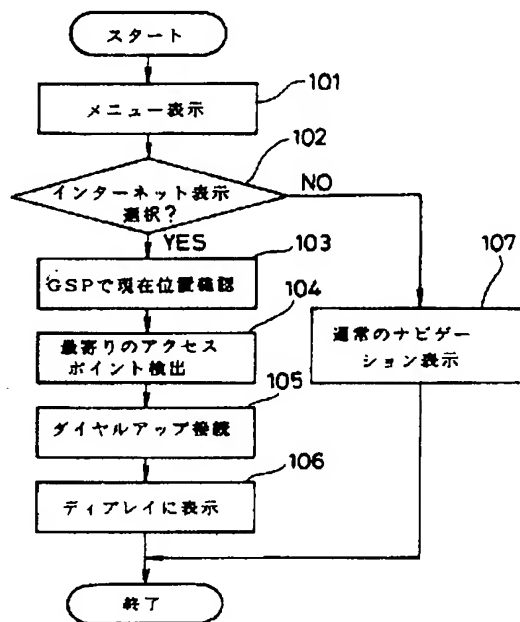 スタート
101
メニュー表示
102
インターネット表示
選択?
NO
YES
103
GSPで現在位置確認
104
最寄りのアクセス
ポイント検出
105
ダイヤルアップ接続
106
ディプレイに表示
107
通常のナビゲー
ション表示
終了